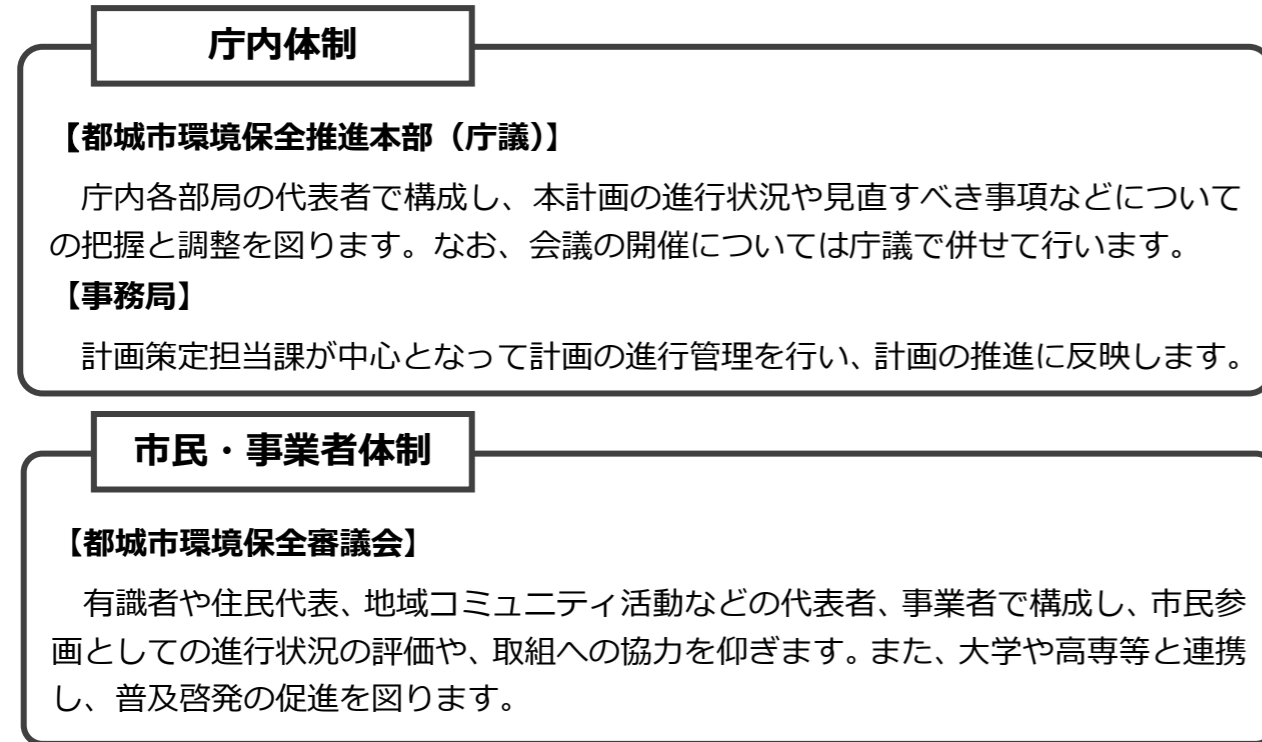 庁内体制
【都城市環境保全推進本部（庁議）】
庁内各部局の代表者で構成し、本計画の進行状況や見直すべき事項などについて
の把握と調整を図ります。なお、会議の開催については庁議で併せて行います。
【事務局】
計画策定担当課が中心となって計画の進行管理を行い、計画の推進に反映します。
市民・事業者体制
【都城市環境保全審議会】
有識者や住民代表、地域コミュニティ活動などの代表者、事業者で構成し、市民参
画としての進行状況の評価や、取組への協力を仰ぎます。また、大学や高専等と連携
し、普及啓発の促進を図ります。